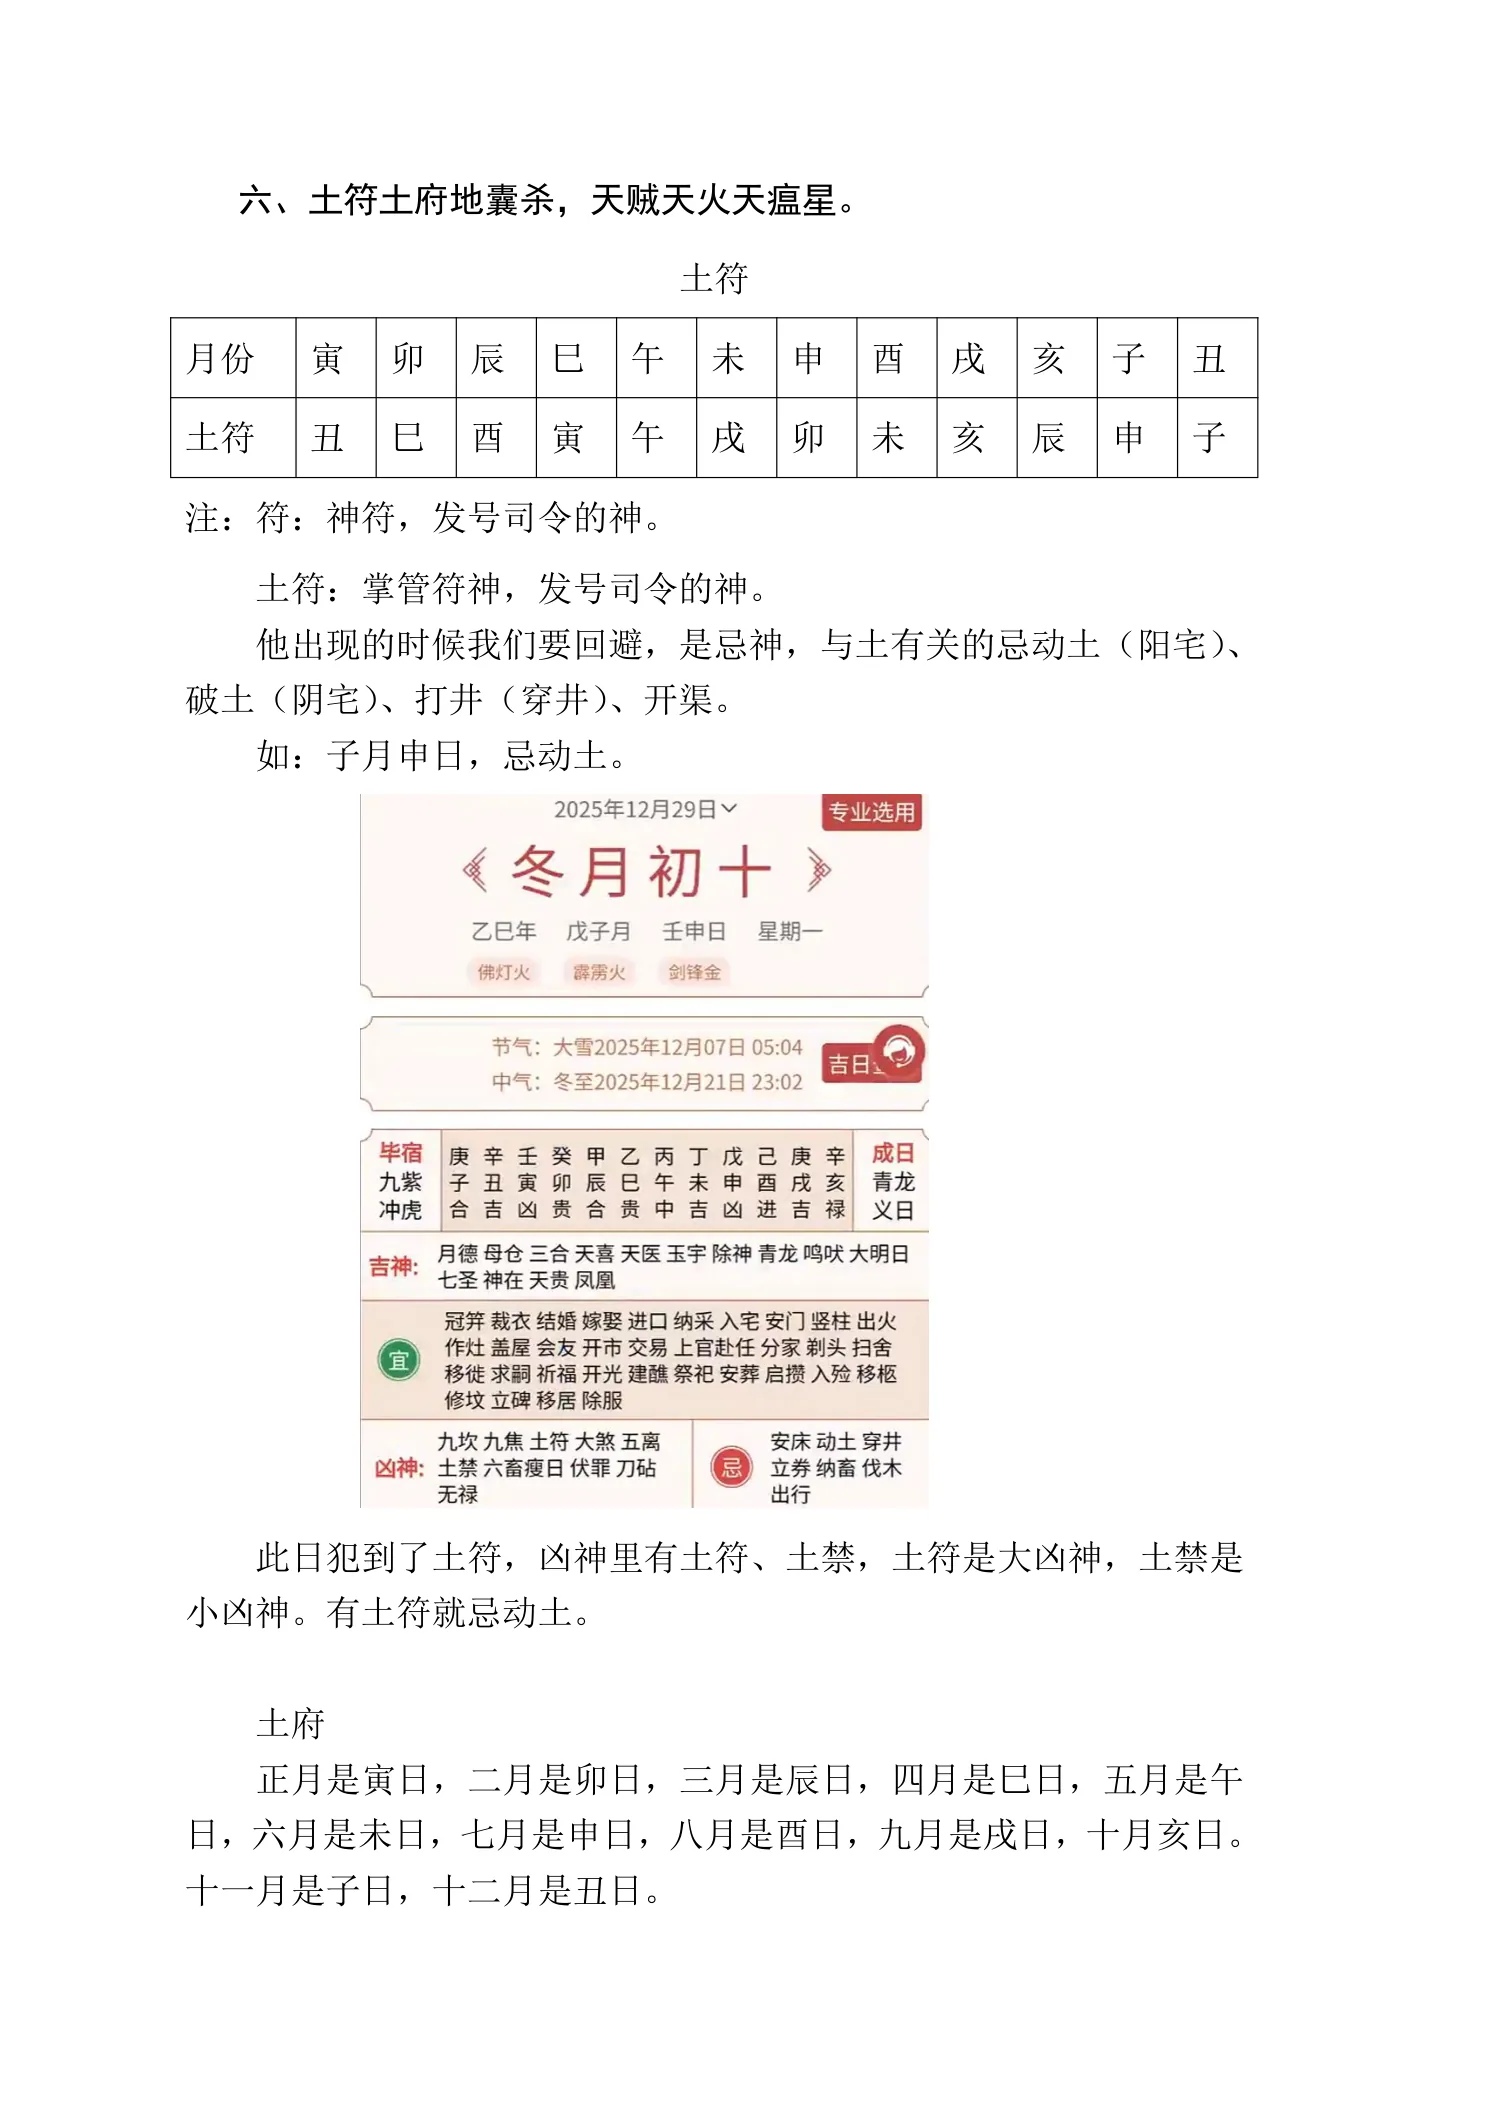 六、土符土府地囊杀，天贼天火天瘟星。
土符
月份 寅 卯 辰 巳 午 未 申 酉 戌 亥 子 丑
土符 丑 巳 酉 寅 午 戌 卯 未 亥 辰 申 子
注：符：神符，发号司令的神。
土符：掌管符神，发号司令的神。
他出现的时候我们要回避，是忌神，与土有关的忌动土（阳宅）、
破土（阴宅）、打井（穿井）、开渠。
如：子月申日，忌动土。
2025年12月29日
专业选用
冬月初十
乙巳年 戊子月 壬申日 星期一
佛灯火 霹雳火 剑锋金
节气：大雪2025年12月07日 05:04
中气：冬至2025年12月21日 23:02
吉日
毕宿
九紫
冲虎
庚 辛 壬 癸 甲 乙 丙 丁 戊 己 庚 辛
子 丑 寅 卯 辰 巳 午 未 申 酉 戌 亥
合 吉 凶 贵 合 贵 中 吉 凶 进 吉 禄
成日
青龙
义日
吉神:
月德 母仓 三合 天喜 天医 玉宇 除神 青龙 鸣吠 大明日
七圣 神在 天贵 凤凰
宜
冠笄 裁衣 结婚 嫁娶 进口 纳采 入宅 安门 竖柱 出火
作灶 盖屋 会友 开市 交易 上官赴任 分家 剃头 扫舍
移徙 求嗣 祈福 开光 建醮 祭祀 安葬 启攒 入殓 移柩
修坟 立碑 移居 除服
凶神:
九坎 九焦 土符 大煞 五离
土禁 六畜瘦日 伏罪 刀砧
无禄
忌
安床 动土 穿井
立券 纳畜 伐木
出行
此日犯到了土符，凶神里有土符、土禁，土符是大凶神，土禁是
小凶神。有土符就忌动土。
土府
正月是寅日，二月是卯日，三月是辰日，四月是巳日，五月是午
日，六月是未日，七月是申日，八月是酉日，九月是戌日，十月亥日。
十一月是子日，十二月是丑日。